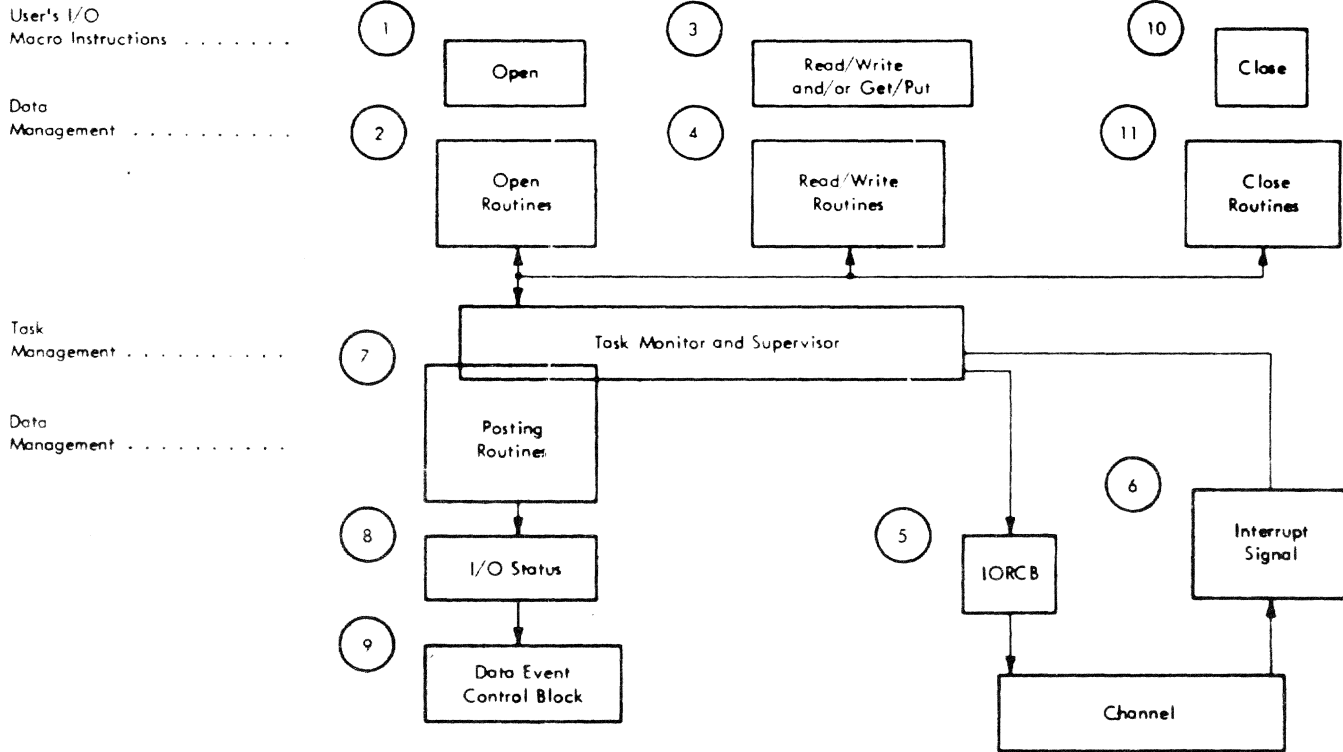 User's I/O
Macro Instructions . . . . . . .
1
Open
3
Read/Write
and/or Get/Put
10
Close
Data
Management . . . . . . . . . .
2
Open
Routines
4
Read/Write
Routines
11
Close
Routines
Task
Management . . . . . . . . . .
7
Task Monitor and Supervisor
Data
Management . . . . . . . . . .
Posting
Routines
6
Interrupt
Signal
8
I/O Status
5
IORCB
9
Data Event
Control Block
Channel